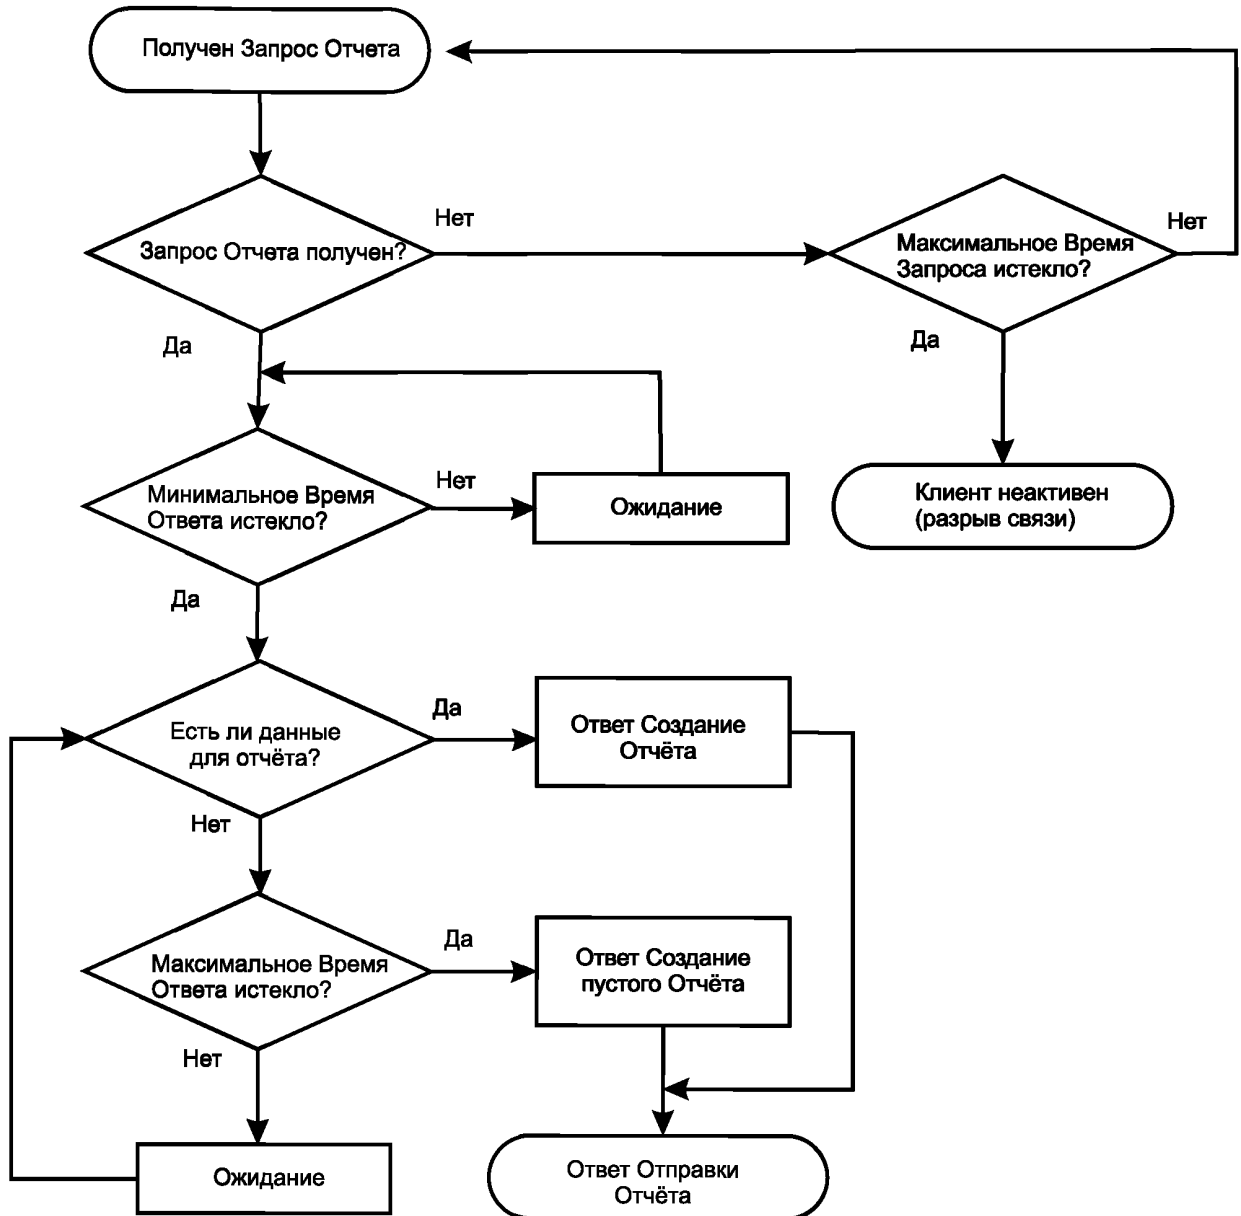 Получен Запрос Отчета
Запрос Отчета получен?
Нет
Максимальное Время
Запроса истекло?
Нет
Да
Да
Минимальное Время
Ответа истекло?
Нет
Ожидание
Клиент неактивен
(разрыв связи)
Да
Есть ли данные
для отчёта?
Да
Ответ Создание
Отчёта
Нет
Максимальное Время
Ответа истекло?
Да
Ответ Создание
пустого Отчёта
Нет
Ожидание
Ответ Отправки
Отчёта